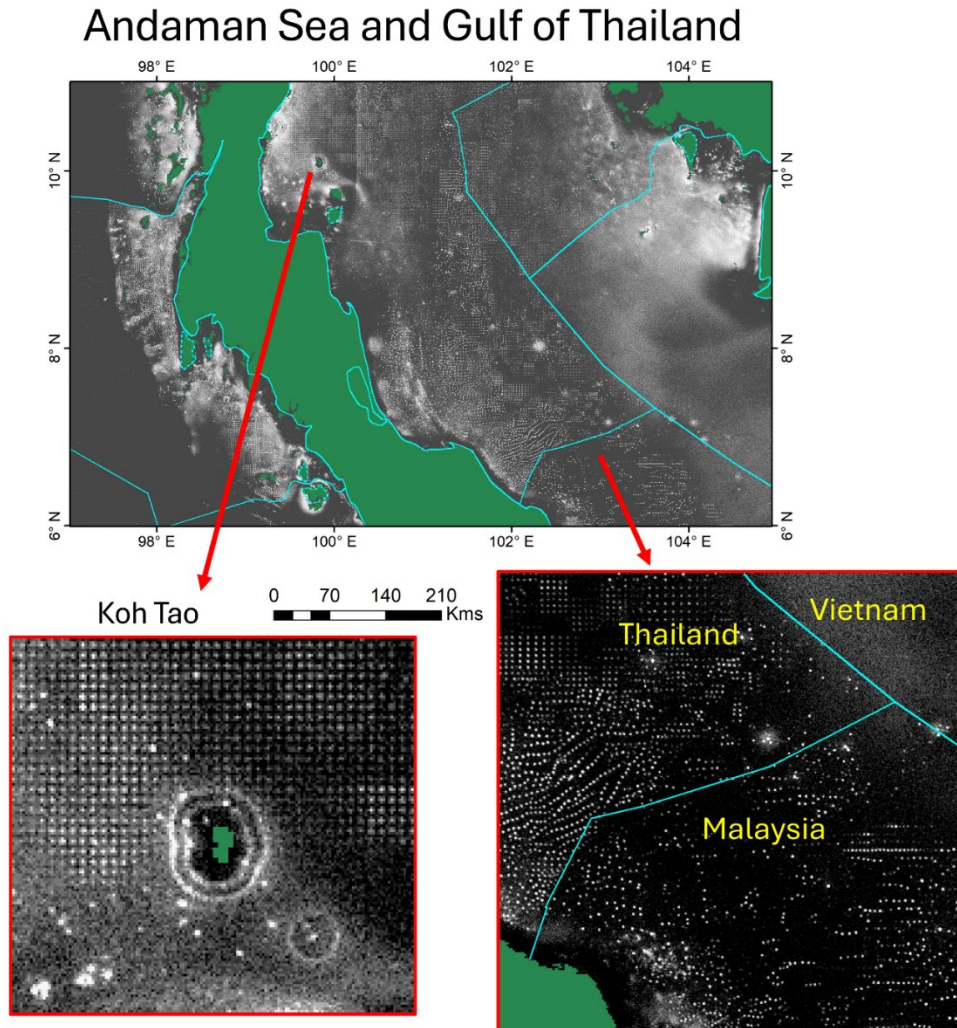 Andaman Sea and Gulf of Thailand
98° E 100° E 102° E 104° E
10° N 10° N
8° N 8° N
6° N 6° N
98° E 100° E 102° E 104° E
Koh Tao
0 70 140 210
Kms
Vietnam
Thailand
Malaysia